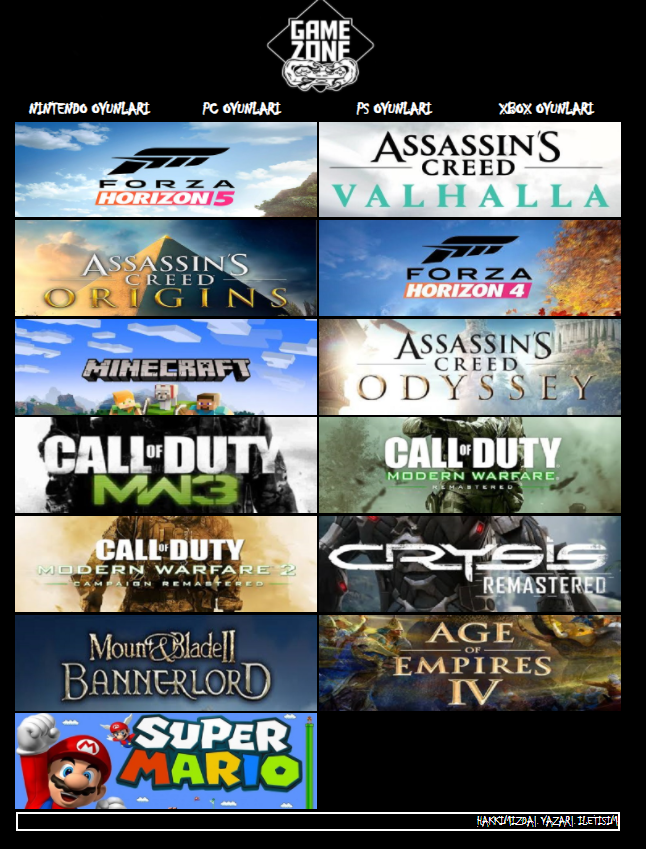 GAME
ZONE
NINTENDO OYUNLARI PC OYUNLARI PS OYUNLARI XBOX OYUNLARI
FORZA
HORIZON 5
ASSASSIN'S
CREED
VALHALLA
ASSASSIN'S
CREED
ORIGINS
FORZA
HORIZON 4
MINECRAFT
ASSASSIN'S
CREED
ODYSSEY
CALL OF DUTY
MW3
CALL OF DUTY
MODERN WARFARE
REMASTERED
CALL OF DUTY
MODERN WARFARE 2
CAMPAIGN REMASTERED
CRYSIS
REMASTERED
Mount & Blade II
BANNERLORD
AGE
OF
EMPIRES
IV
M
SUPER
MARIO
HAKKIMIZDA| YAZAR| ILETISIM